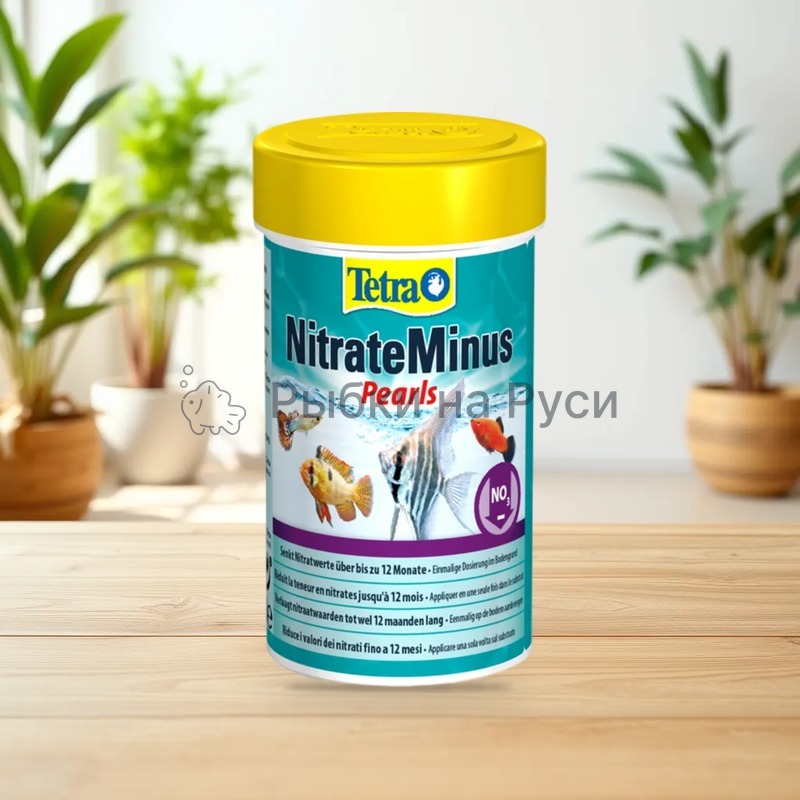 Tetra
NitrateMinus
Pearls
Рыбки на Руси
NO3
Senkt Nitratwerte über bis zu 12 Monate • Einmalige Dosierung im Bodengrund
Réduit la teneur en nitrates jusqu'à 12 mois • Appliquer en une seule fois dans le substrat
Verlaagt nitraatwaarden tot wel 12 maanden lang • Eenmalig op de bodem aanbrengen
Riduce i valori dei nitrati fino a 12 mesi • Applicare una sola volta sul substrato